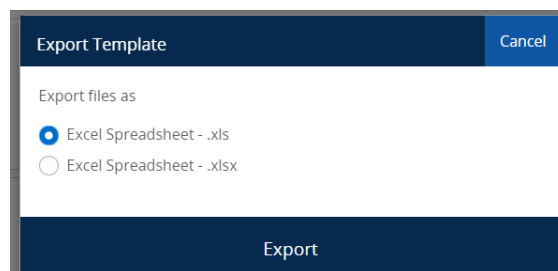 Export Template
Cancel
Export files as
Excel Spreadsheet - .xls
Excel Spreadsheet - .xlsx
Export